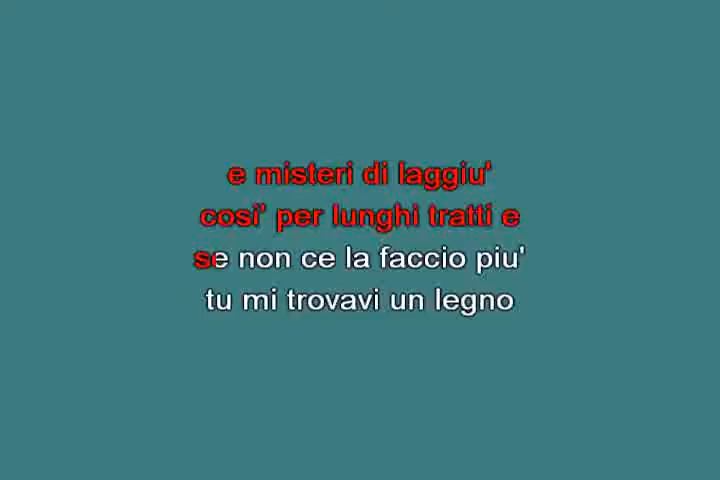 e misteri di laggiu'
cosi' per lunghi tratti e
se non ce la faccio piu'
tu mi trovavi un legno